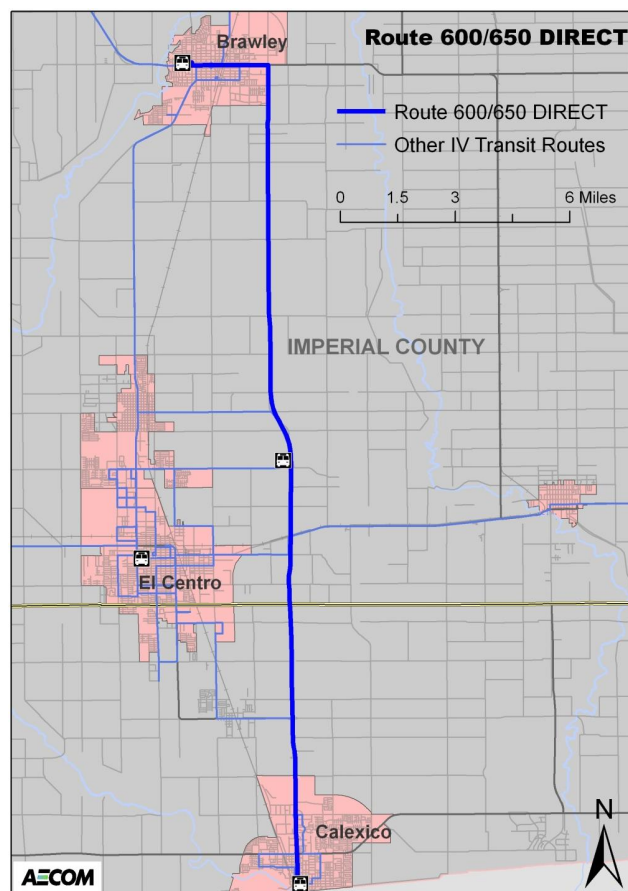 Brawley
Route 600/650 DIRECT
Route 600/650 DIRECT
Other IV Transit Routes
0 1.5 3 6 Miles
IMPERIAL COUNTY
El Centro
Calexico
N
AECOM